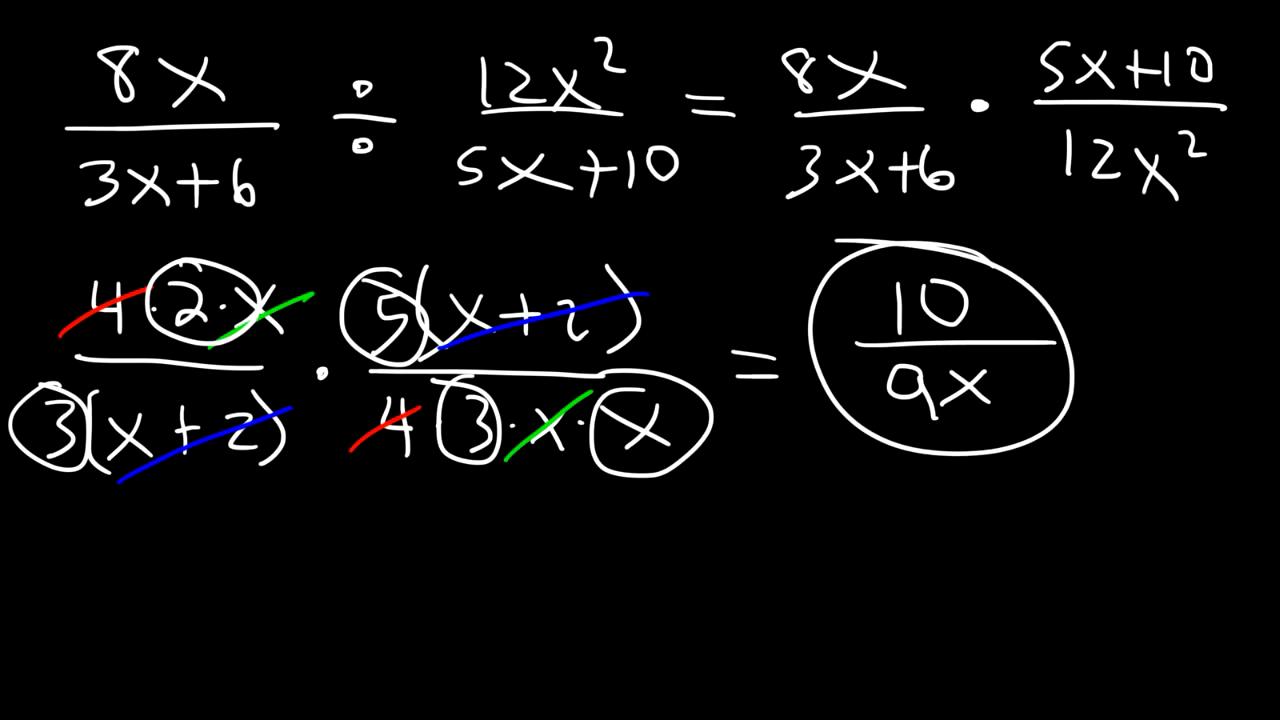 8x/(3x+6) ÷ 12x²/(5x+10) = 8x/(3x+6) · (5x+10)/12x²
4·2·x/3(x+2) · 5(x+2)/4·3·x·x = 10/9x